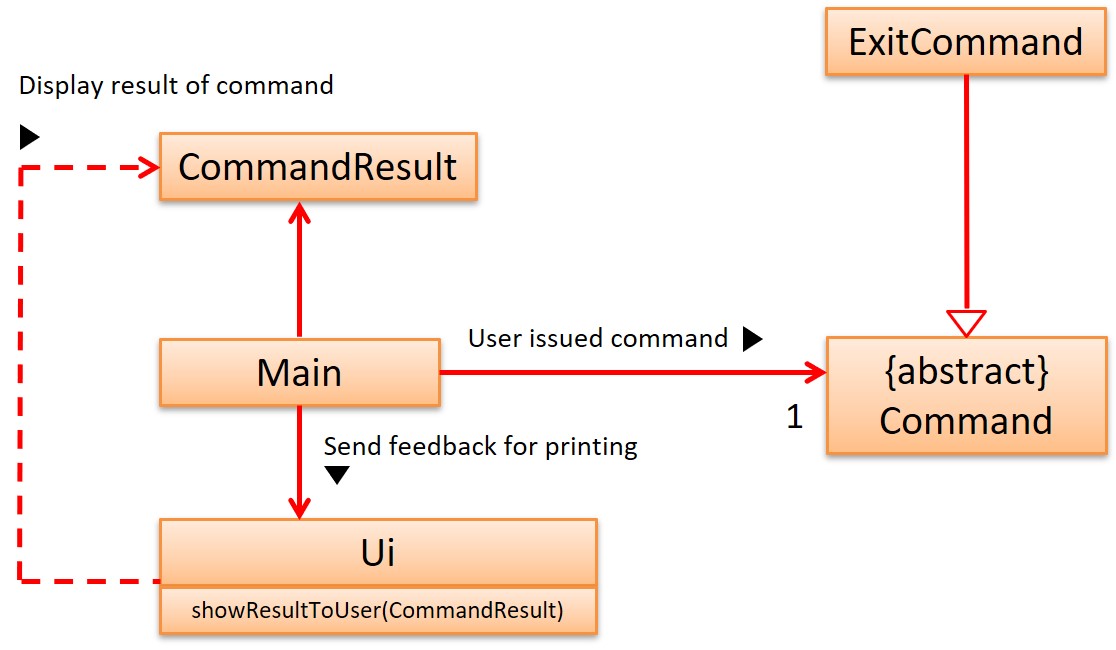 ExitCommand
Display result of command
CommandResult
User issued command
Main
{abstract}
Command
1
Send feedback for printing
Ui
showResultToUser(CommandResult)